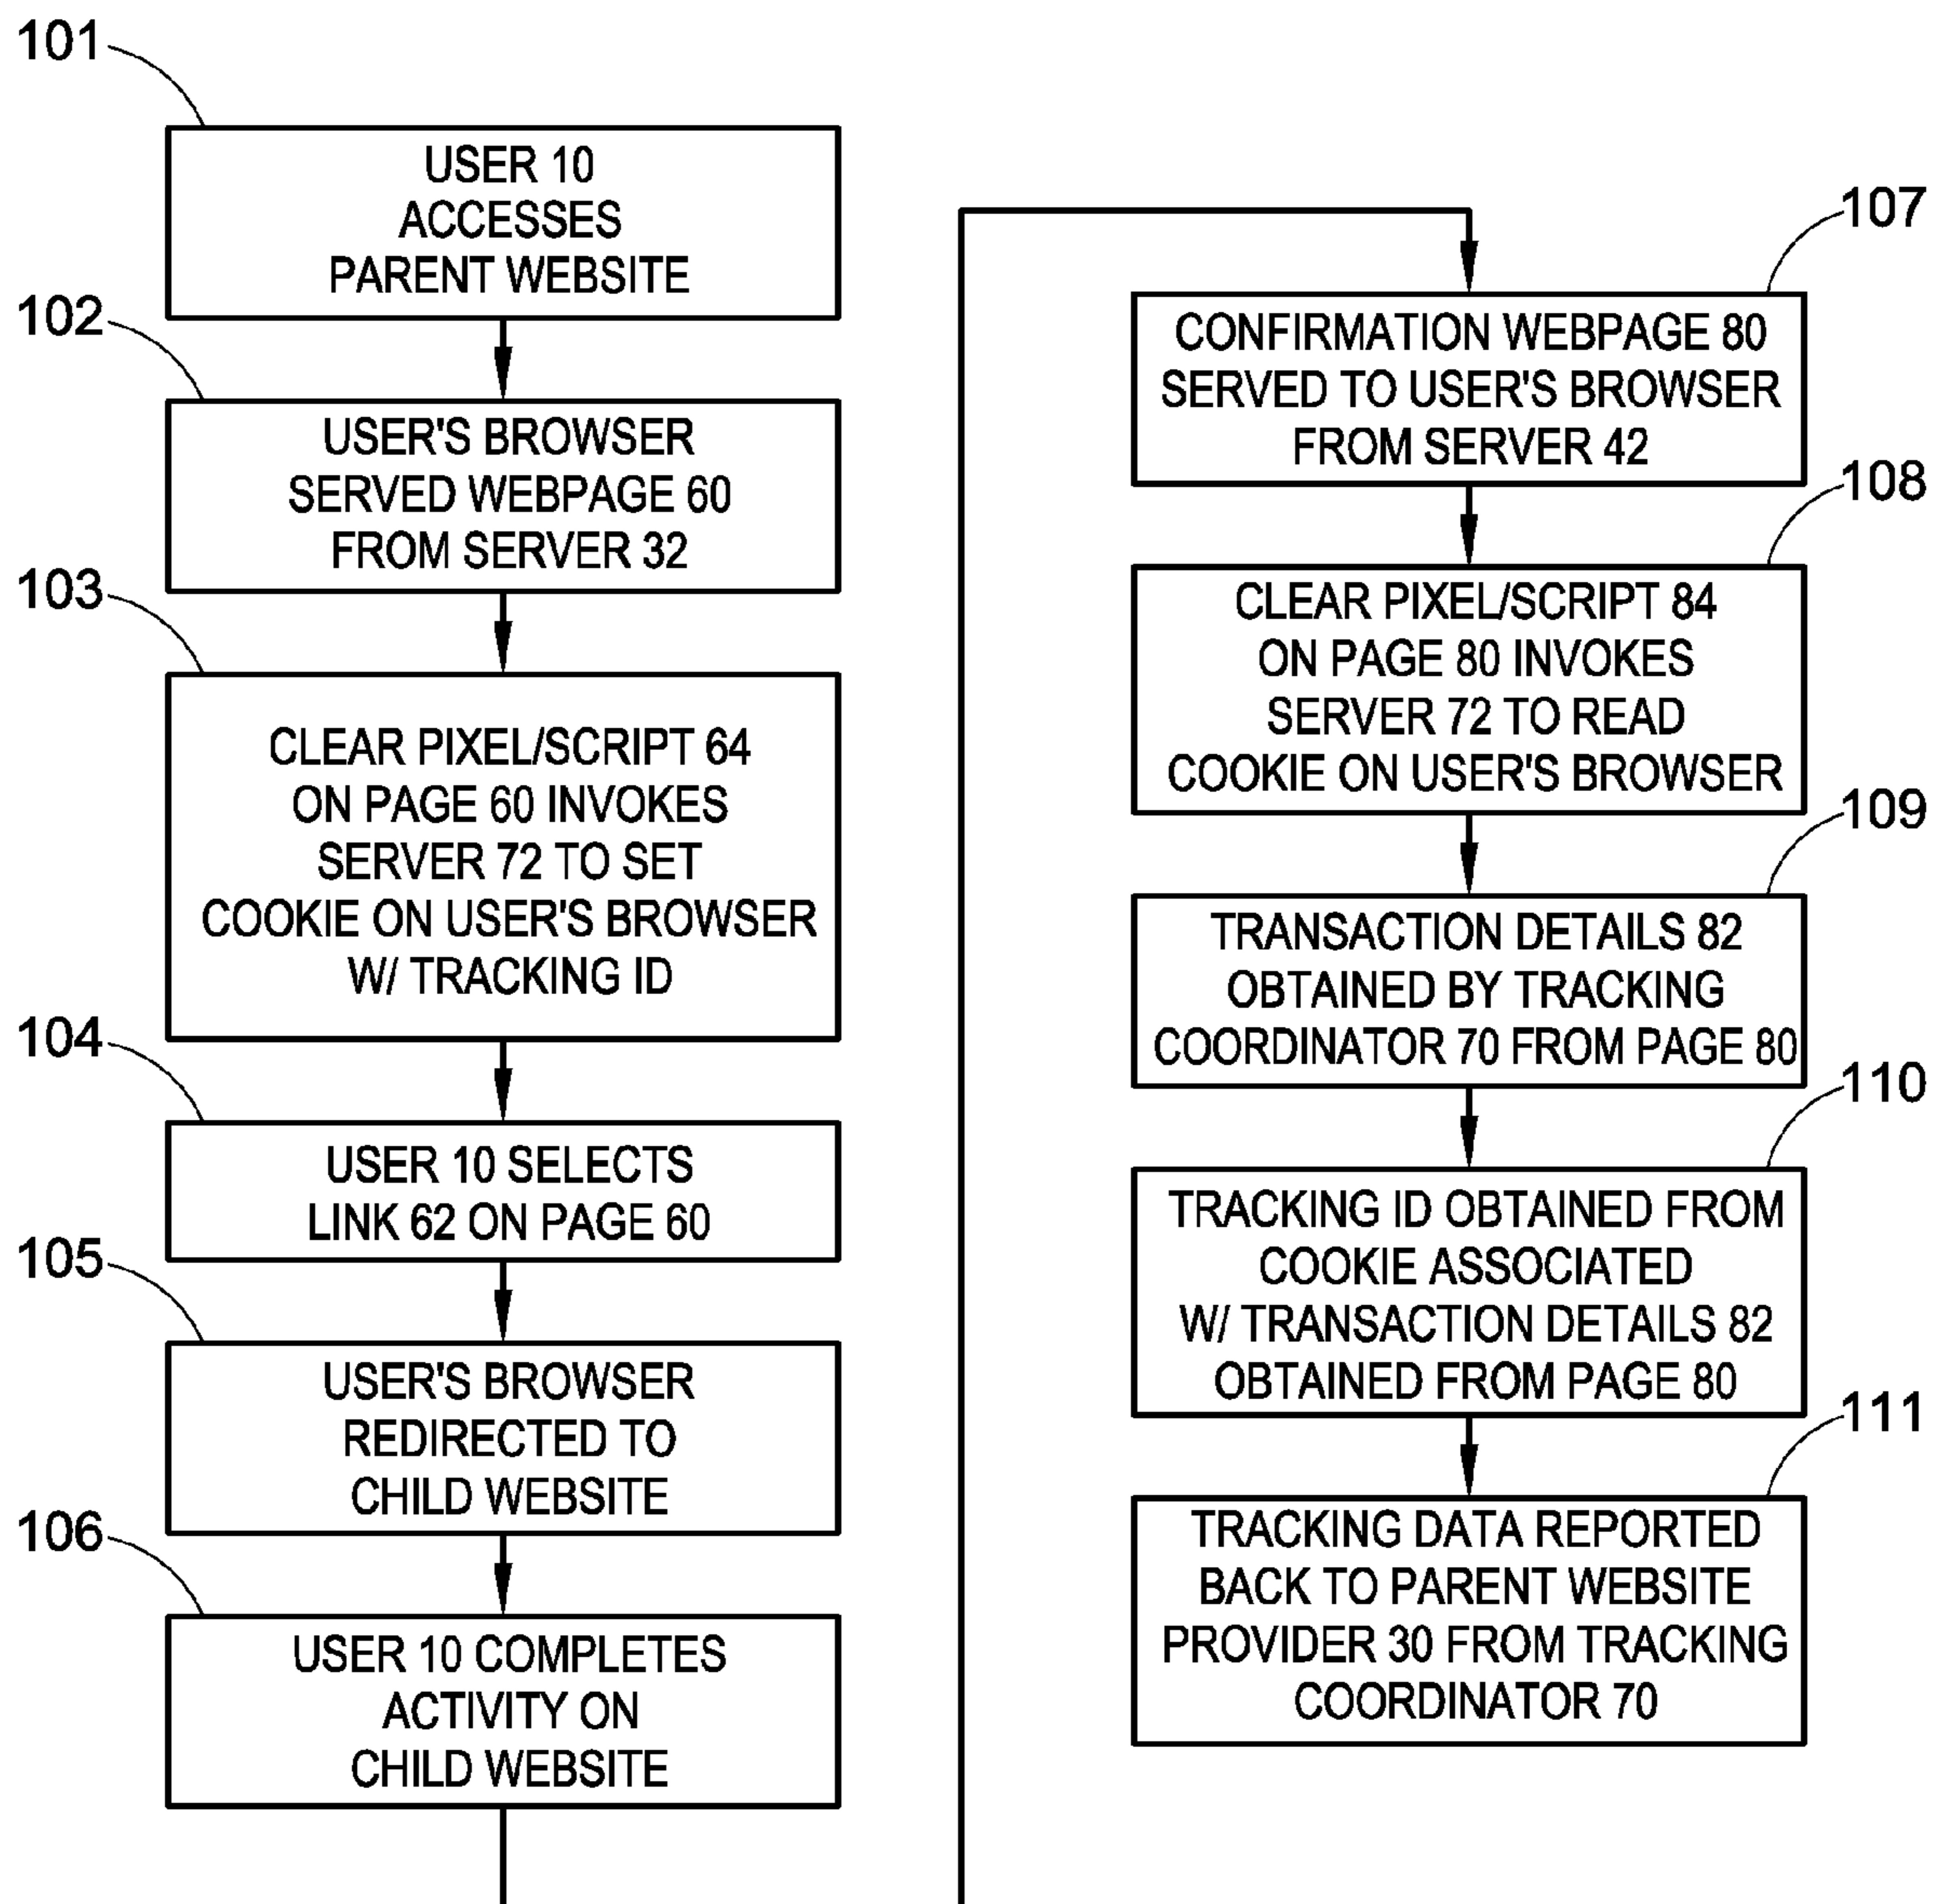 101
USER 10
ACCESSES
PARENT WEBSITE
102
USER'S BROWSER
SERVED WEBPAGE 60
FROM SERVER 32
103
CLEAR PIXEL/SCRIPT 64
ON PAGE 60 INVOKES
SERVER 72 TO SET
COOKIE ON USER'S BROWSER
W/ TRACKING ID
104
USER 10 SELECTS
LINK 62 ON PAGE 60
105
USER'S BROWSER
REDIRECTED TO
CHILD WEBSITE
106
USER 10 COMPLETES
ACTIVITY ON
CHILD WEBSITE
107
CONFIRMATION WEBPAGE 80
SERVED TO USER'S BROWSER
FROM SERVER 42
108
CLEAR PIXEL/SCRIPT 84
ON PAGE 80 INVOKES
SERVER 72 TO READ
COOKIE ON USER'S BROWSER
109
TRANSACTION DETAILS 82
OBTAINED BY TRACKING
COORDINATOR 70 FROM PAGE 80
110
TRACKING ID OBTAINED FROM
COOKIE ASSOCIATED
W/ TRANSACTION DETAILS 82
OBTAINED FROM PAGE 80
111
TRACKING DATA REPORTED
BACK TO PARENT WEBSITE
PROVIDER 30 FROM TRACKING
COORDINATOR 70